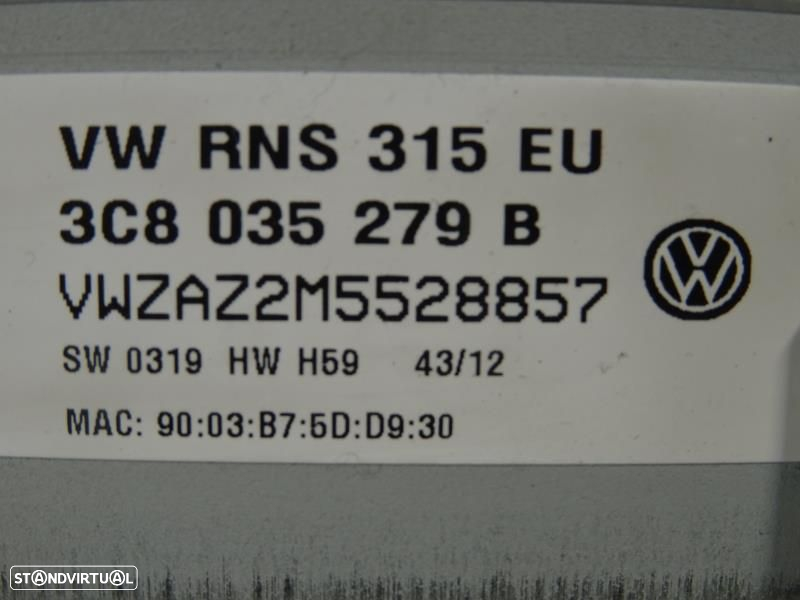 VW RNS 315 EU
3C8 035 279 B
VWZAZ2M5528857
SW 0319 HW H59 43/12
MAC: 90:03:B7:5D:D9:30
STANDVIRTUAL